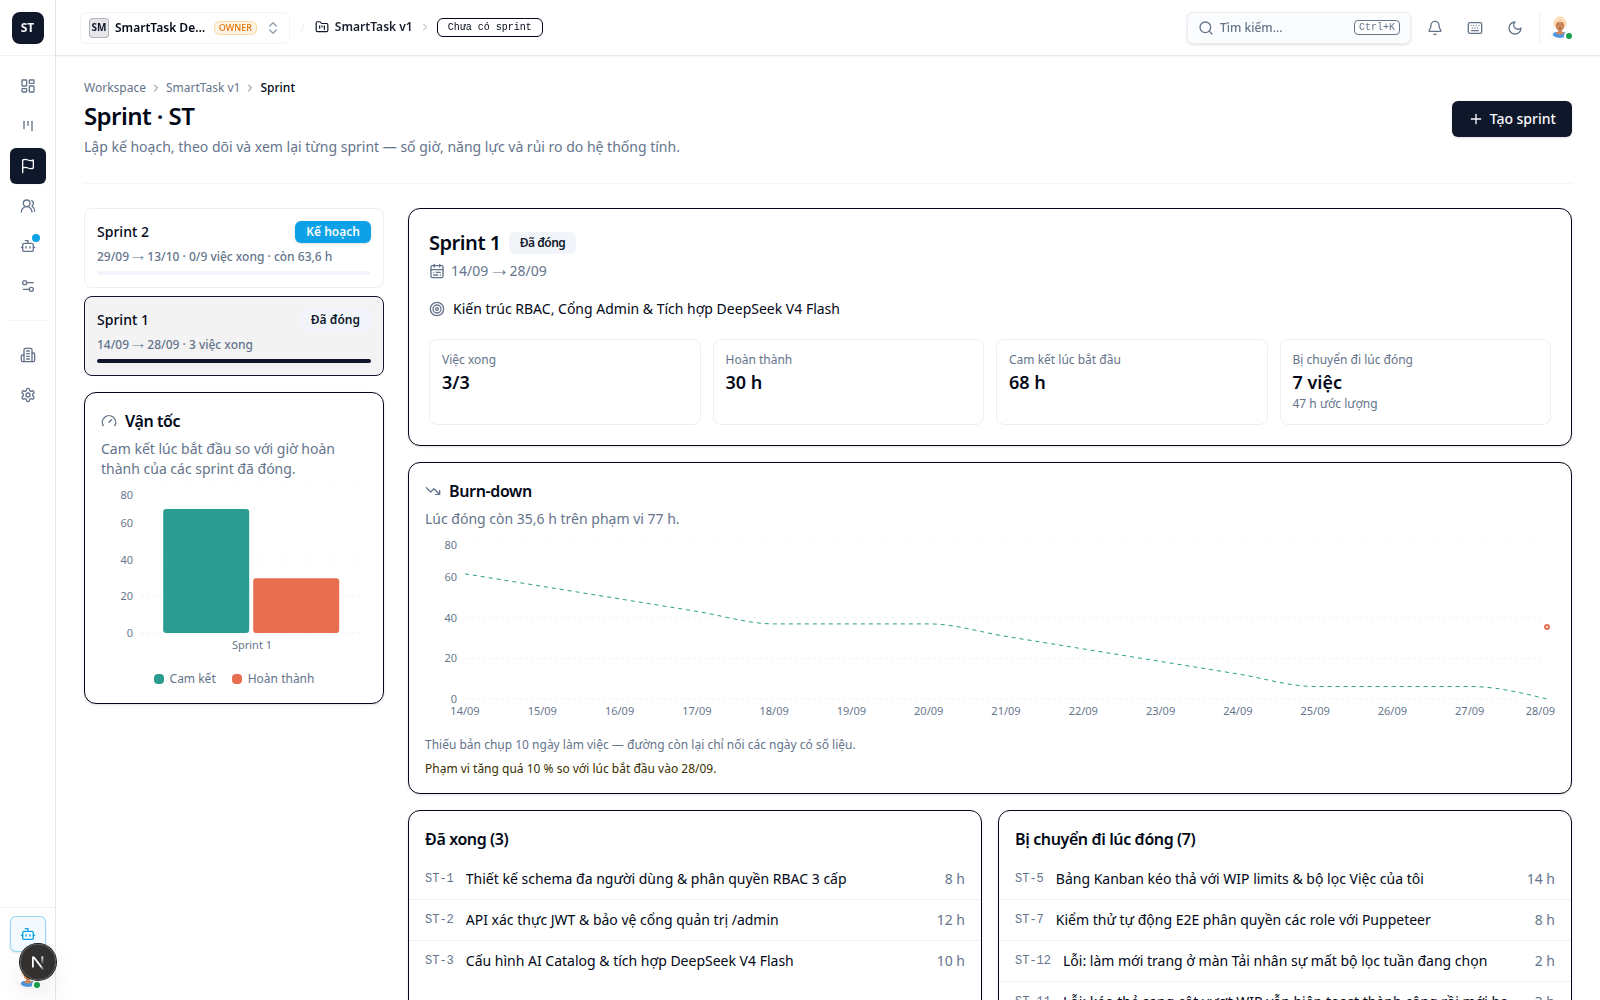 ST
SM SmartTask De... OWNER / SmartTask v1 Chưa có sprint
Tìm kiếm... Ctrl+K
Workspace > SmartTask v1 > Sprint
Sprint · ST
Lập kế hoạch, theo dõi và xem lại từng sprint — số giờ, năng lực và rủi ro do hệ thống tính.
+ Tạo sprint
Sprint 2 Kế hoạch
29/09 → 13/10 · 0/9 việc xong · còn 63,6 h
Sprint 1 Đã đóng
14/09 → 28/09 · 3 việc xong
Vận tốc
Cam kết lúc bắt đầu so với giờ hoàn
thành của các sprint đã đóng.
80
60
40
20
0
Sprint 1
Cam kết Hoàn thành
Sprint 1 Đã đóng
14/09 → 28/09
Kiến trúc RBAC, Cổng Admin & Tích hợp DeepSeek V4 Flash
Việc xong
3/3
Hoàn thành
30 h
Cam kết lúc bắt đầu
68 h
Bị chuyển đi lúc đóng
7 việc
47 h ước lượng
Burn-down
Lúc đóng còn 35,6 h trên phạm vi 77 h.
80
60
40
20
0
14/09 15/09 16/09 17/09 18/09 19/09 20/09 21/09 22/09 23/09 24/09 25/09 26/09 27/09 28/09
Thiếu bản chụp 10 ngày làm việc — đường còn lại chỉ nối các ngày có số liệu.
Phạm vi tăng quá 10 % so với lúc bắt đầu vào 28/09.
Đã xong (3)
ST-1 Thiết kế schema đa người dùng & phân quyền RBAC 3 cấp 8 h
ST-2 API xác thực JWT & bảo vệ cổng quản trị /admin 12 h
ST-3 Cấu hình AI Catalog & tích hợp DeepSeek V4 Flash 10 h
Bị chuyển đi lúc đóng (7)
ST-5 Bảng Kanban kéo thả với WIP limits & bộ lọc Việc của tôi 14 h
ST-7 Kiểm thử tự động E2E phân quyền các role với Puppeteer 8 h
ST-12 Lỗi: làm mới trang ở màn Tải nhân sự mất bộ lọc tuần đang chọn 2 h
N